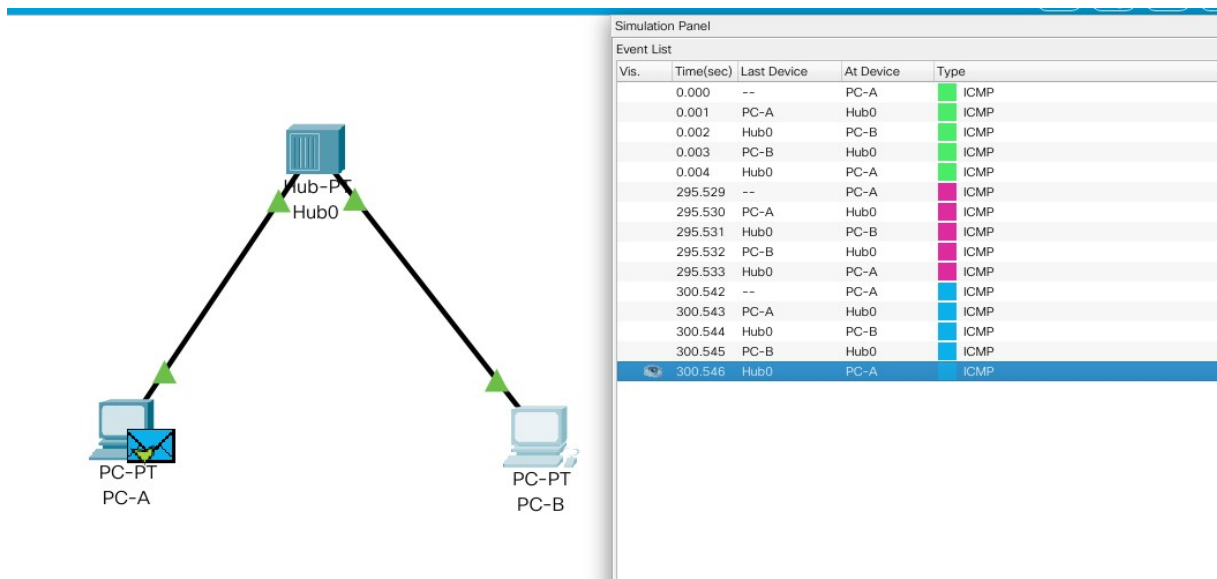 Simulation Panel
Event List
Vis. Time(sec) Last Device At Device Type
0.000 -- PC-A ICMP
0.001 PC-A Hub0 ICMP
0.002 Hub0 PC-B ICMP
0.003 PC-B Hub0 ICMP
0.004 Hub0 PC-A ICMP
295.529 -- PC-A ICMP
295.530 PC-A Hub0 ICMP
295.531 Hub0 PC-B ICMP
295.532 PC-B Hub0 ICMP
295.533 Hub0 PC-A ICMP
300.542 -- PC-A ICMP
300.543 PC-A Hub0 ICMP
300.544 Hub0 PC-B ICMP
300.545 PC-B Hub0 ICMP
300.546 Hub0 PC-A ICMP
Hub-PT
Hub0
PC-PT
PC-A
PC-PT
PC-B